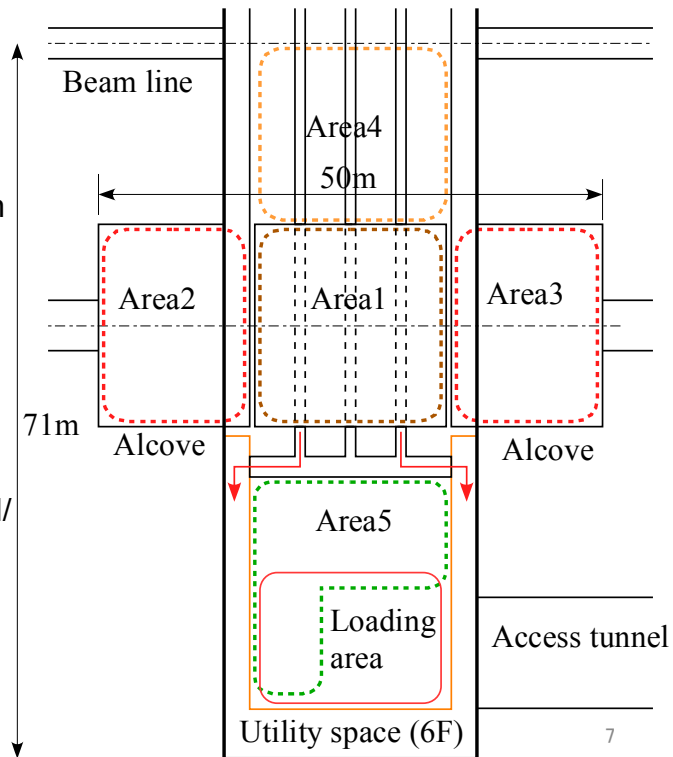 Beam line
Area4
50m
n
Area2
Area1
Area3
71m
Alcove
Alcove
l/
Area5
Loading
area
Access tunnel
Utility space (6F)
7